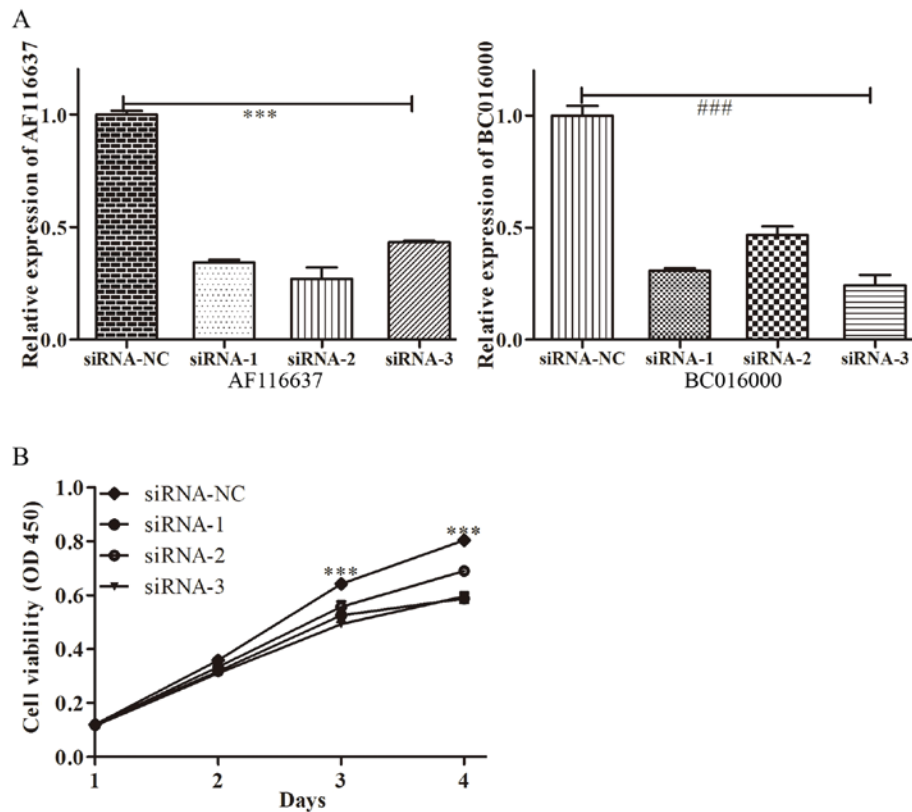 A
Relative expression of AF116637
1.0
0.5
0.0
***
siRNA-NC siRNA-1 siRNA-2 siRNA-3
AF116637
Relative expression of BC016000
1.0
0.5
0.0
###
siRNA-NC siRNA-1 siRNA-2 siRNA-3
BC016000
B
Cell viability (OD 450)
1.0
0.8
0.6
0.4
0.2
0.0
siRNA-NC
siRNA-1
siRNA-2
siRNA-3
***
***
1 2 3 4
Days